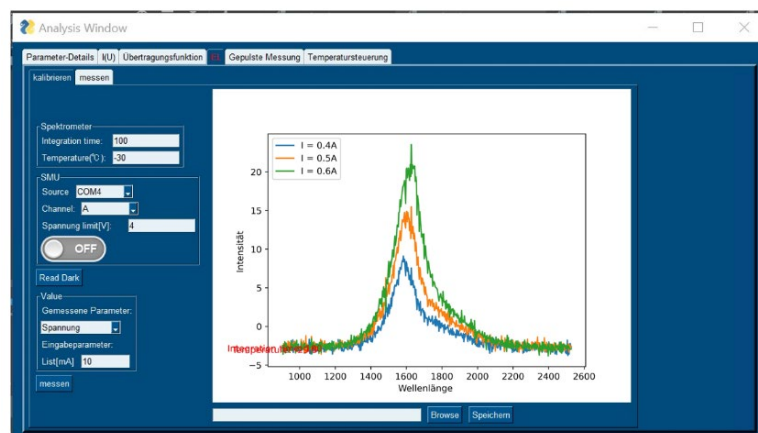 Analysis Window
Parameter-Details I(U) Übertragungsfunktion EL Gepulste Messung Temperatursteuerung
kalibrieren messen
Spektrometer
Integration time: 100
Temperature(℃): -30
SMU
Source COM4
Channel: A
Spannung limit[V]: 4
OFF
Read Dark
Value
Gemessene Parameter:
Spannung
Eingabeparameter:
List[mA] 10
messen
I = 0.4A
I = 0.5A
I = 0.6A
20
15
10
5
0
−5
Intensität
1000 1200 1400 1600 1800 2000 2200 2400 2600
Wellenlänge
Browse Speichern